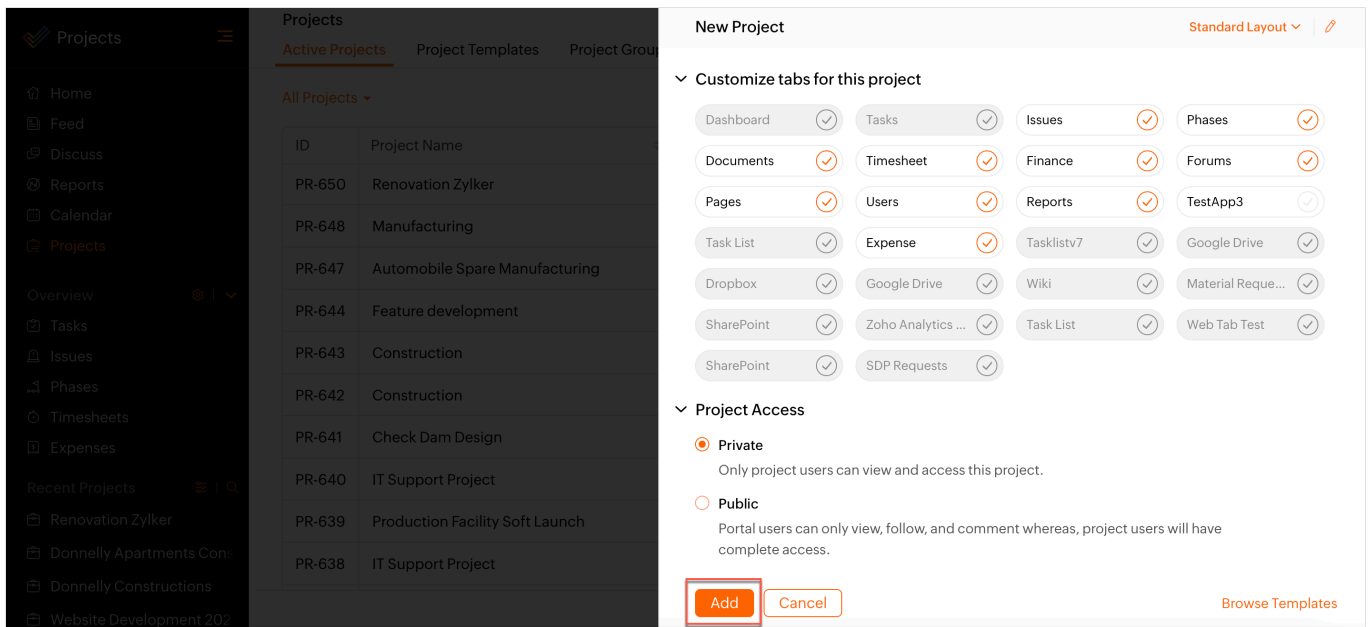 Projects
Home
Feed
Discuss
Reports
Calendar
Projects
Overview
Tasks
Issues
Phases
Timesheets
Expenses
Recent Projects
Renovation Zylker
Donnelly Apartments Cons
Donnelly Constructions
Website Development 202
Projects
Active Projects Project Templates Project Group
All Projects
ID Project Name
PR-650 Renovation Zylker
PR-648 Manufacturing
PR-647 Automobile Spare Manufacturing
PR-644 Feature development
PR-643 Construction
PR-642 Construction
PR-641 Check Dam Design
PR-640 IT Support Project
PR-639 Production Facility Soft Launch
PR-638 IT Support Project
New Project Standard Layout
Customize tabs for this project
Dashboard Tasks Issues Phases
Documents Timesheet Finance Forums
Pages Users Reports TestApp3
Task List Expense Tasklistv7 Google Drive
Dropbox Google Drive Wiki Material Reque...
SharePoint Zoho Analytics ... Task List Web Tab Test
SharePoint SDP Requests
Project Access
Private
Only project users can view and access this project.
Public
Portal users can only view, follow, and comment whereas, project users will have
complete access.
Add Cancel Browse Templates